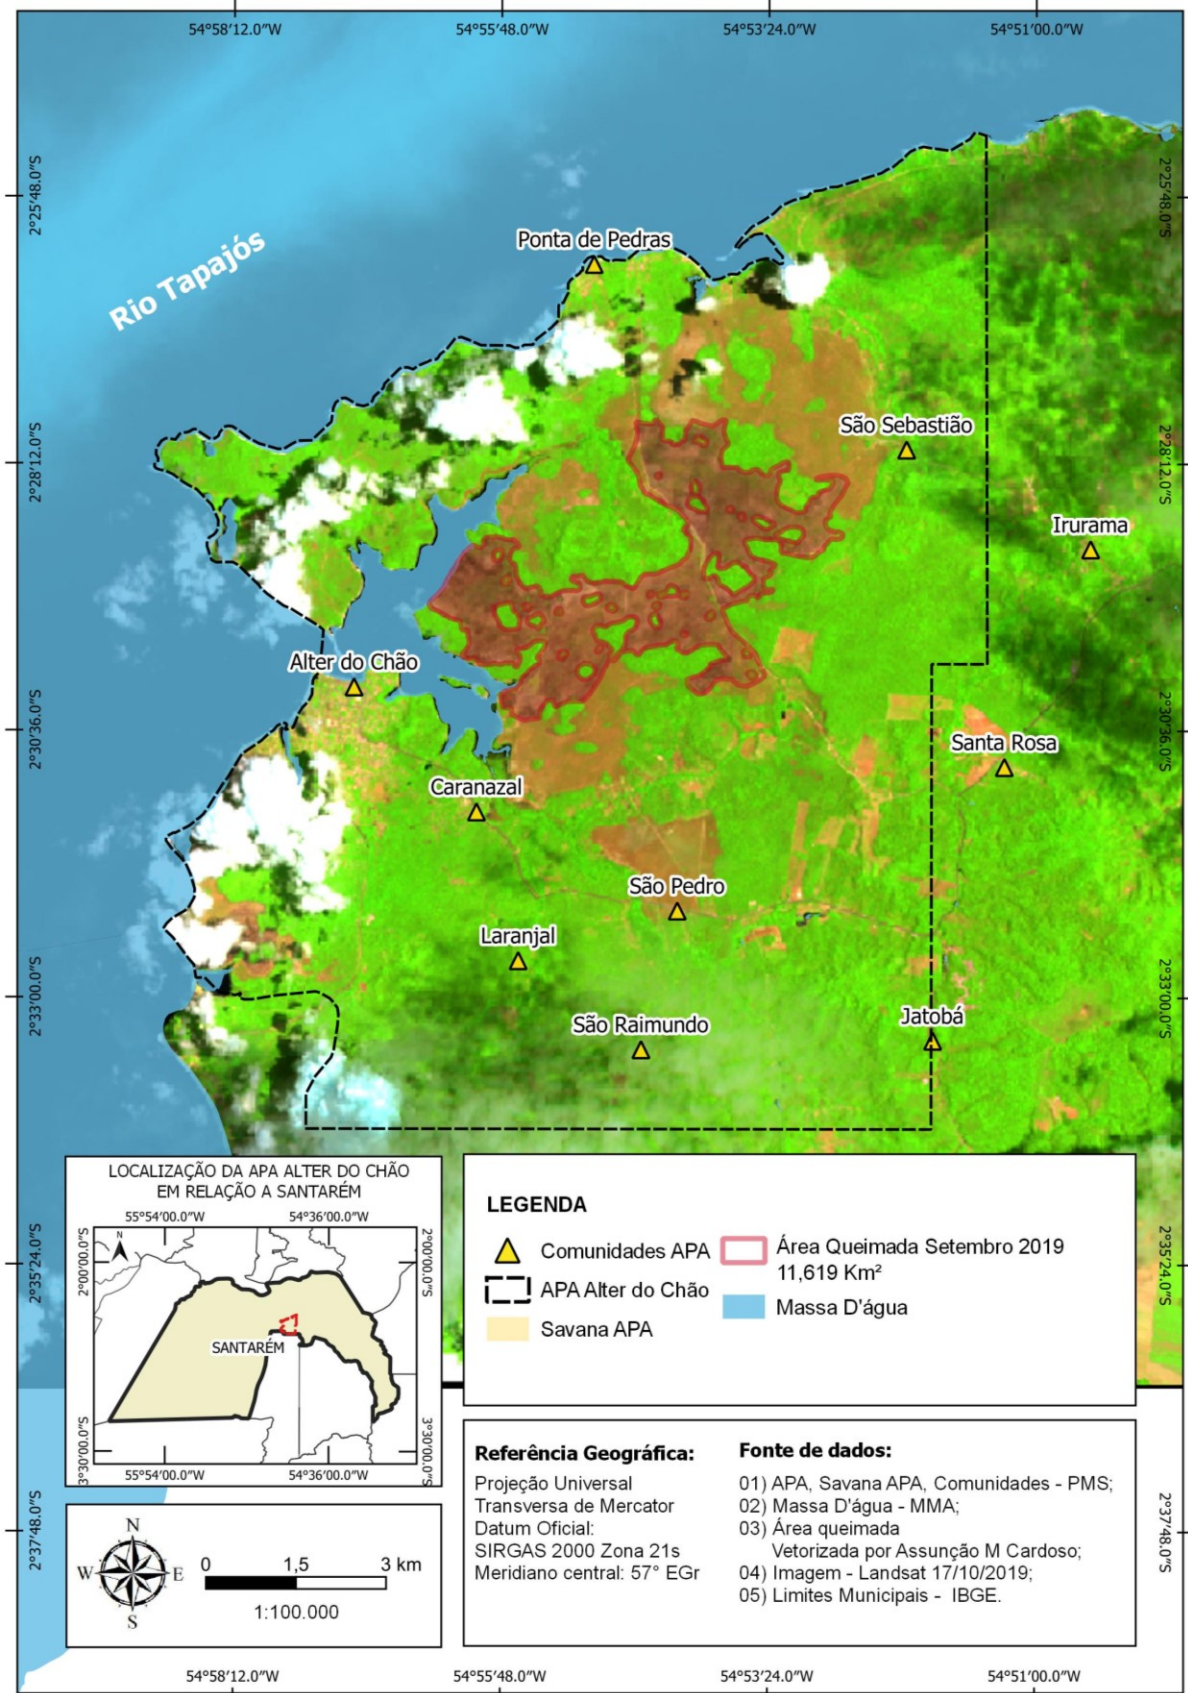 54°58'12.0"W
54°55'48.0"W
54°53'24.0"W
54°51'00.0"W
2°25'48.0"S
2°25'48.0"S
Ponta de Pedras
Rio Tapajós
São Sebastião
2°28'12.0"S
2°28'12.0"S
Irurama
Alter do Chão
2°30'36.0"S
2°30'36.0"S
Santa Rosa
Caranazal
São Pedro
Laranjal
2°33'00.0"S
2°33'00.0"S
Jatobá
São Raimundo
2°35'24.0"S
2°35'24.0"S
LOCALIZAÇÃO DA APA ALTER DO CHÃO
EM RELAÇÃO A SANTARÉM
55°54'00.0"W
54°36'00.0"W
N
2°00'00.0"S
2°00'00.0"S
SANTARÉM
3°30'00.0"S
3°30'00.0"S
55°54'00.0"W
54°36'00.0"W
LEGENDA
Comunidades APA
APA Alter do Chão
Savana APA
Área Queimada Setembro 2019
11,619 Km²
Massa D'água
2°37'48.0"S
2°37'48.0"S
N
W
E
S
0
1,5
3 km
1:100.000
Referência Geográfica:
Projeção Universal
Transversa de Mercator
Datum Oficial:
SIRGAS 2000 Zona 21s
Meridiano central: 57° EGr
Fonte de dados:
01) APA, Savana APA, Comunidades - PMS;
02) Massa D'água - MMA;
03) Área queimada
Vetorizada por Assunção M Cardoso;
04) Imagem - Landsat 17/10/2019;
05) Limites Municipais - IBGE.
54°58'12.0"W
54°55'48.0"W
54°53'24.0"W
54°51'00.0"W